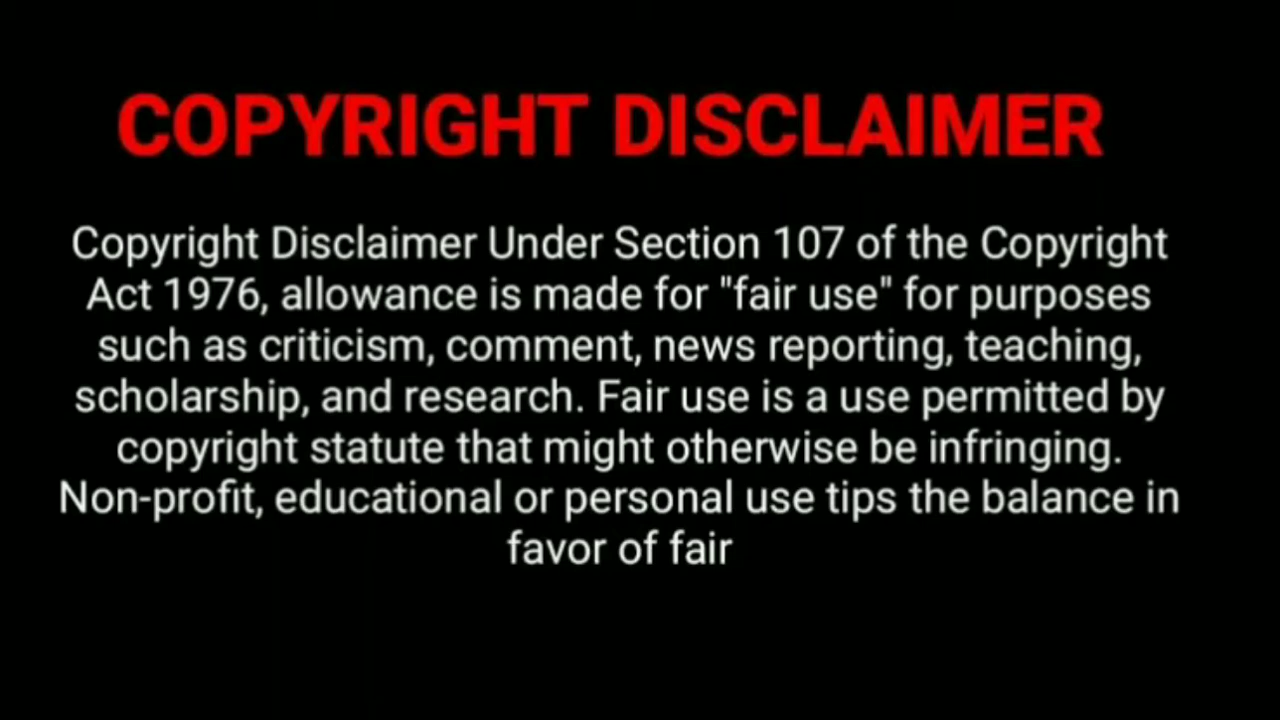 COPYRIGHT DISCLAIMER
Copyright Disclaimer Under Section 107 of the Copyright
Act 1976, allowance is made for "fair use" for purposes
such as criticism, comment, news reporting, teaching,
scholarship, and research. Fair use is a use permitted by
copyright statute that might otherwise be infringing.
Non-profit, educational or personal use tips the balance in
favor of fair